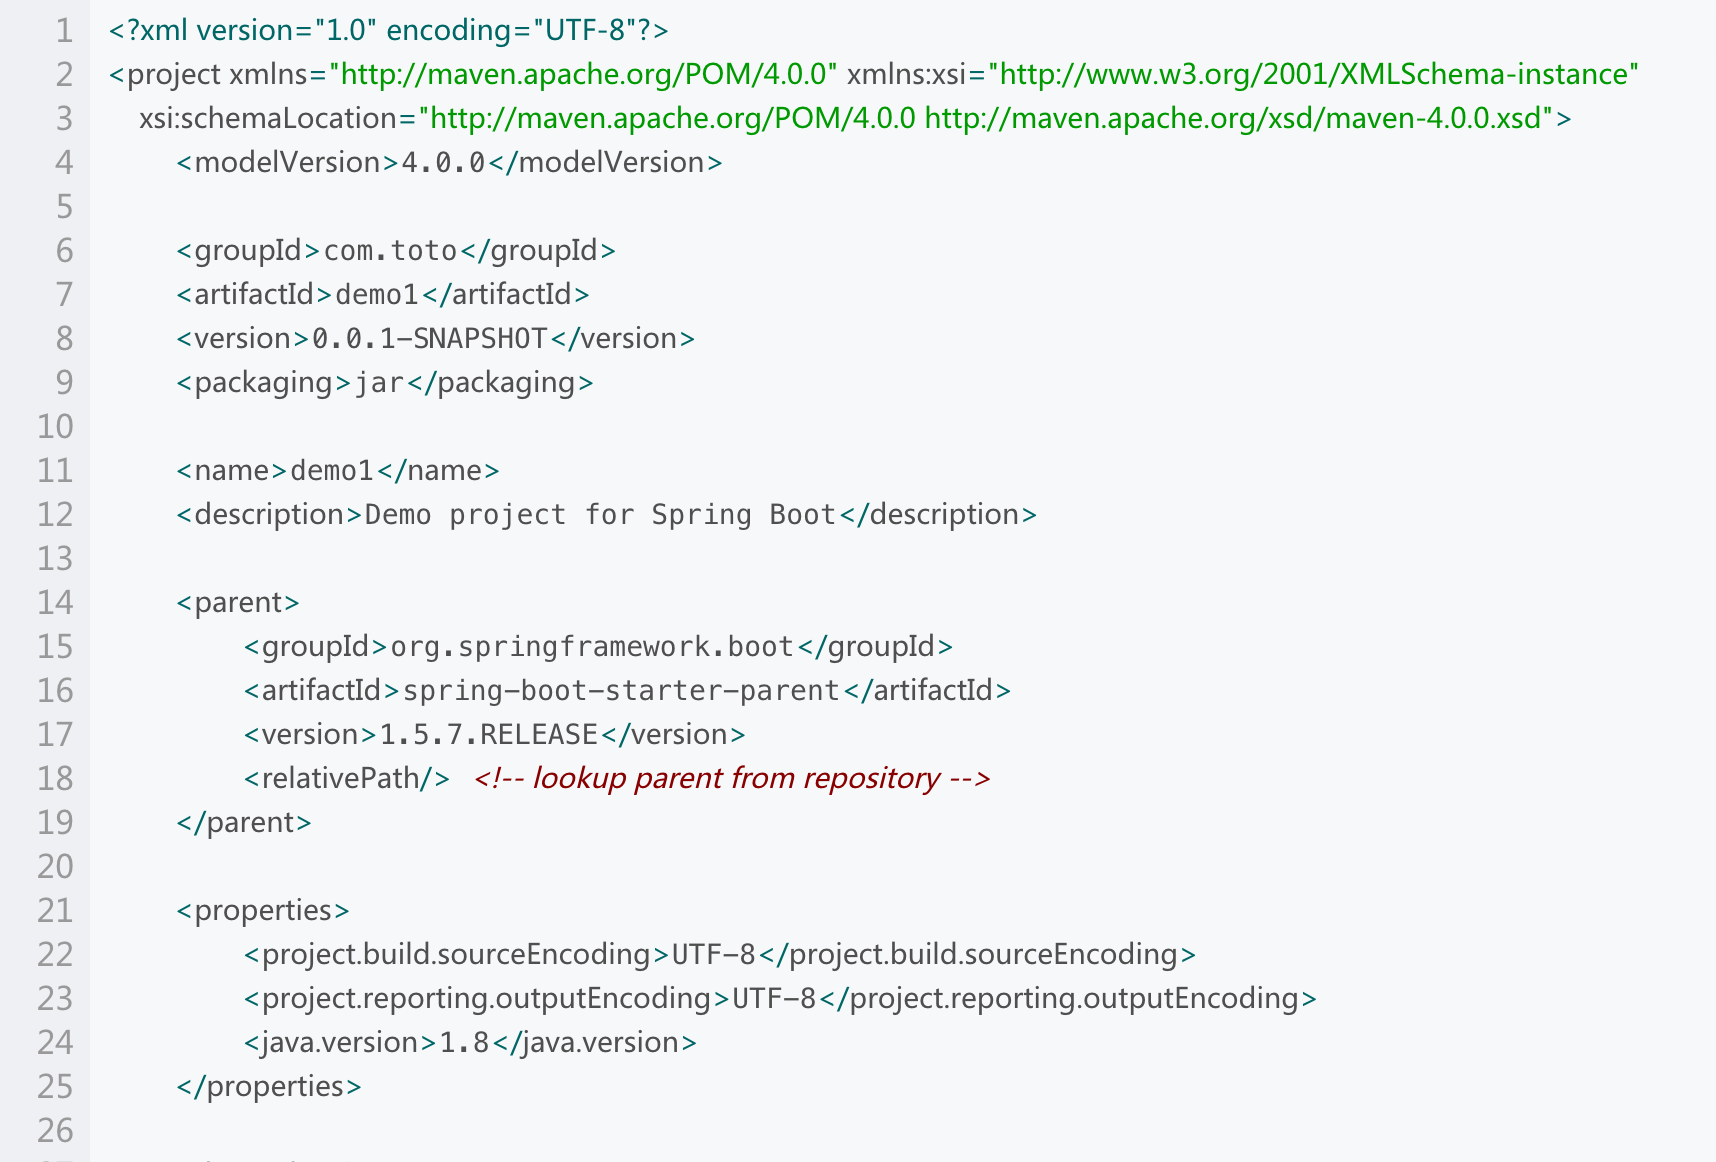 1 <?xml version="1.0" encoding="UTF-8"?>
2 <project xmlns="http://maven.apache.org/POM/4.0.0" xmlns:xsi="http://www.w3.org/2001/XMLSchema-instance"
3 xsi:schemaLocation="http://maven.apache.org/POM/4.0.0 http://maven.apache.org/xsd/maven-4.0.0.xsd">
4 <modelVersion>4.0.0</modelVersion>
5
6 <groupId>com.toto</groupId>
7 <artifactId>demo1</artifactId>
8 <version>0.0.1-SNAPSHOT</version>
9 <packaging>jar</packaging>
10
11 <name>demo1</name>
12 <description>Demo project for Spring Boot</description>
13
14 <parent>
15 <groupId>org.springframework.boot</groupId>
16 <artifactId>spring-boot-starter-parent</artifactId>
17 <version>1.5.7.RELEASE</version>
18 <relativePath/> <!-- lookup parent from repository -->
19 </parent>
20
21 <properties>
22 <project.build.sourceEncoding>UTF-8</project.build.sourceEncoding>
23 <project.reporting.outputEncoding>UTF-8</project.reporting.outputEncoding>
24 <java.version>1.8</java.version>
25 </properties>
26